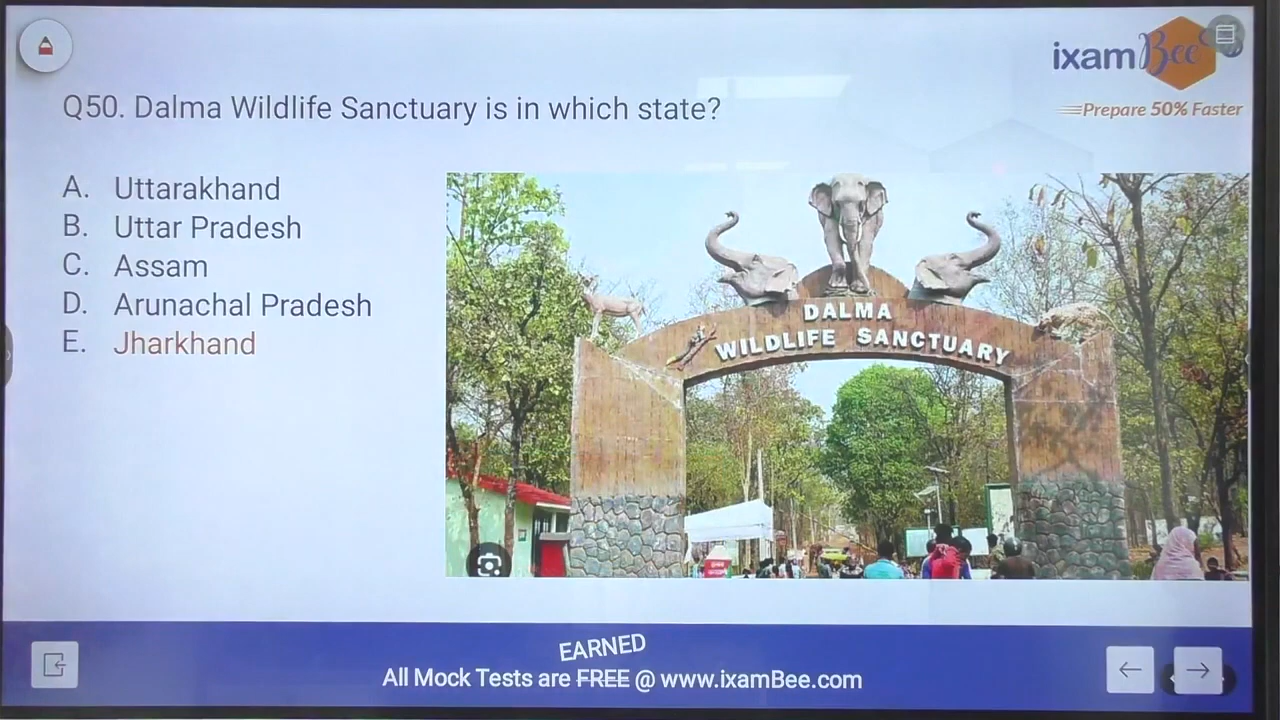 ixamBee
Prepare 50% Faster
Q50. Dalma Wildlife Sanctuary is in which state?
A. Uttarakhand
B. Uttar Pradesh
C. Assam
D. Arunachal Pradesh
E. Jharkhand
DALMA
WILDLIFE SANCTUARY
EARNED
All Mock Tests are FREE @ www.ixamBee.com